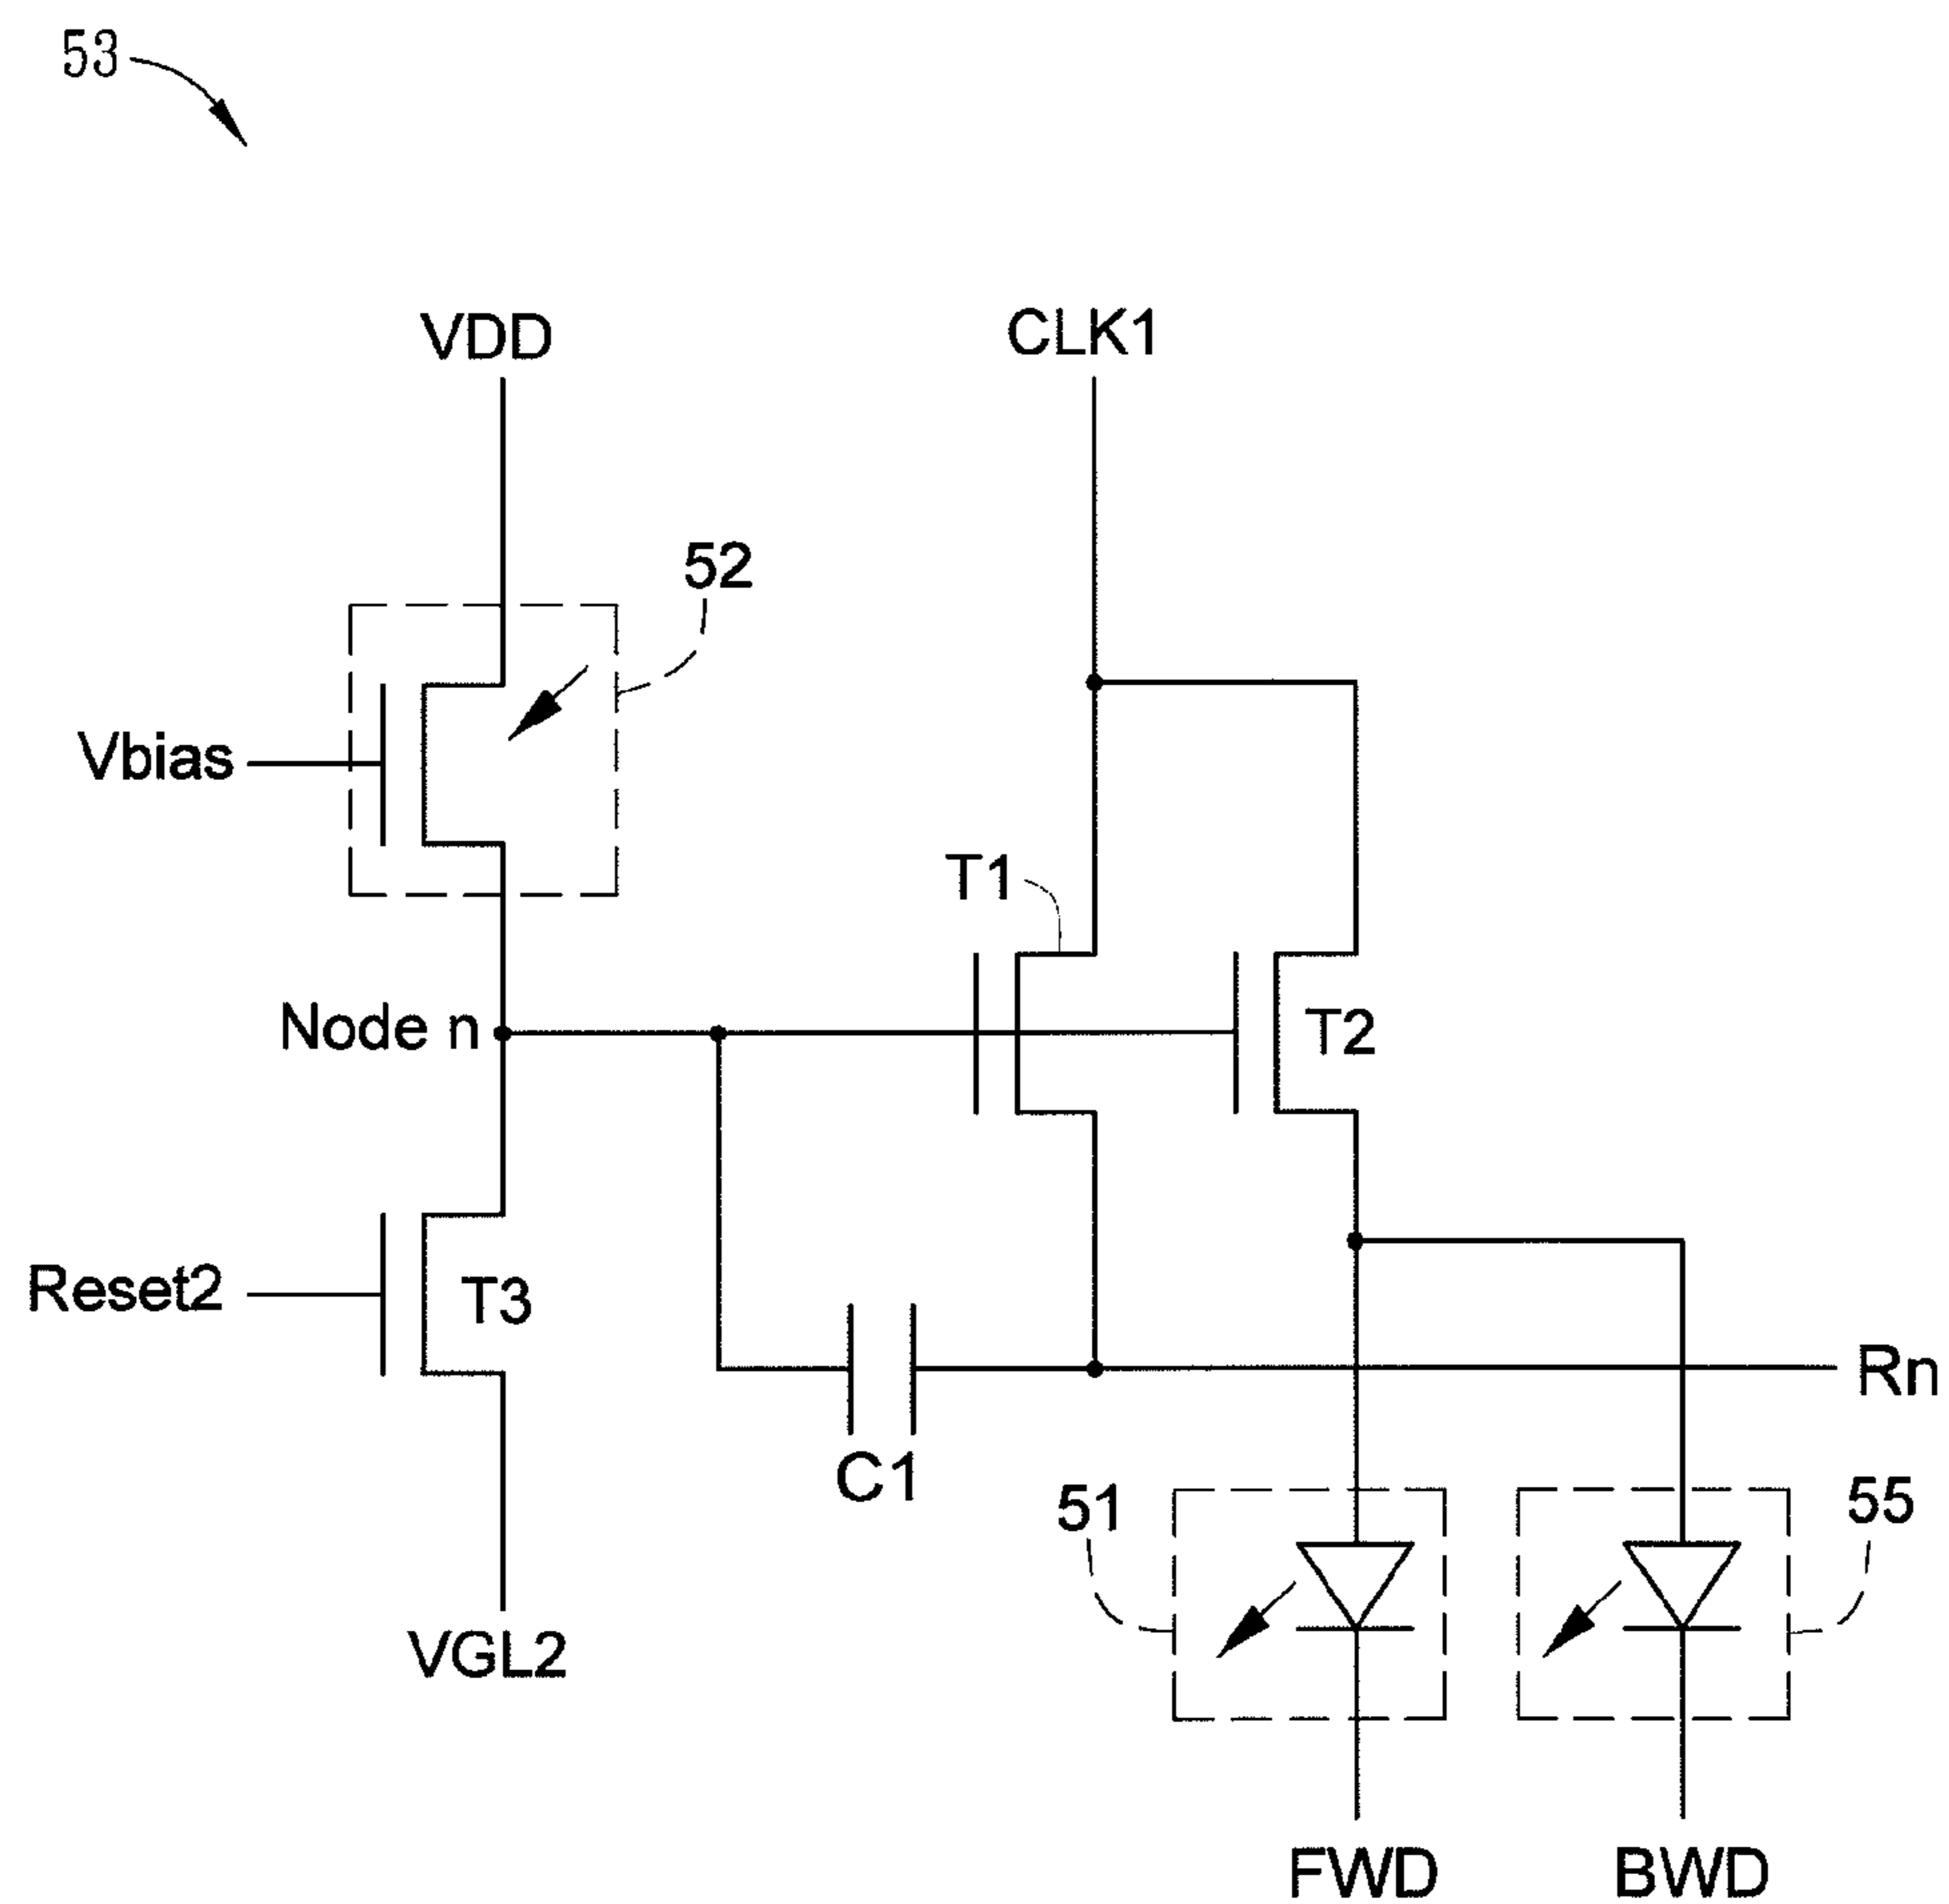 53
VDD
CLK1
52
Vbias
T1
Node n
T2
Reset2
T3
Rn
C1
51
55
VGL2
FWD
BWD